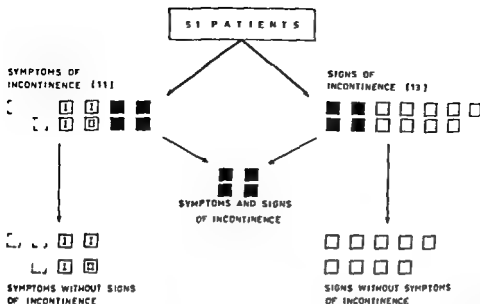 51 PATIENTS
SYMPTOMS OF
INCONTINENCE [11]
SIGNS OF
INCONTINENCE [13]
I I
I D
SYMPTOMS AND SIGNS
OF INCONTINENCE
I I
I D
SYMPTOMS WITHOUT SIGNS
OF INCONTINENCE
SIGNS WITHOUT SYMPTOMS
OF INCONTINENCE